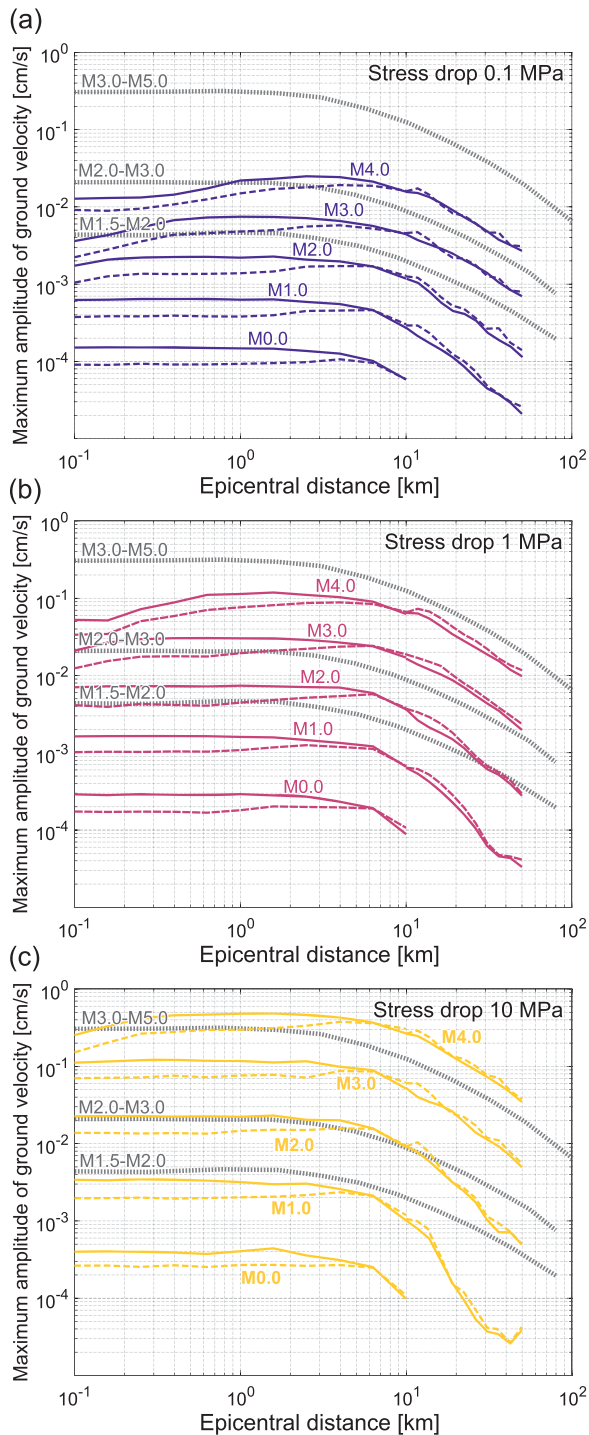 (a)
Maximum amplitude of ground velocity [cm/s]
10^0
10^-1
10^-2
10^-3
10^-4
Stress drop 0.1 MPa
M3.0-M5.0
M2.0-M3.0
M4.0
M1.5-M2.0
M3.0
M2.0
M1.0
M0.0
10^-1
10^0
10^1
10^2
Epicentral distance [km]
(b)
Maximum amplitude of ground velocity [cm/s]
10^0
10^-1
10^-2
10^-3
10^-4
Stress drop 1 MPa
M3.0-M5.0
M4.0
M2.0-M3.0
M3.0
M1.5-M2.0
M2.0
M1.0
M0.0
10^-1
10^0
10^1
10^2
Epicentral distance [km]
(c)
Maximum amplitude of ground velocity [cm/s]
10^0
10^-1
10^-2
10^-3
10^-4
Stress drop 10 MPa
M3.0-M5.0
M4.0
M3.0
M2.0-M3.0
M2.0
M1.5-M2.0
M1.0
M0.0
10^-1
10^0
10^1
10^2
Epicentral distance [km]